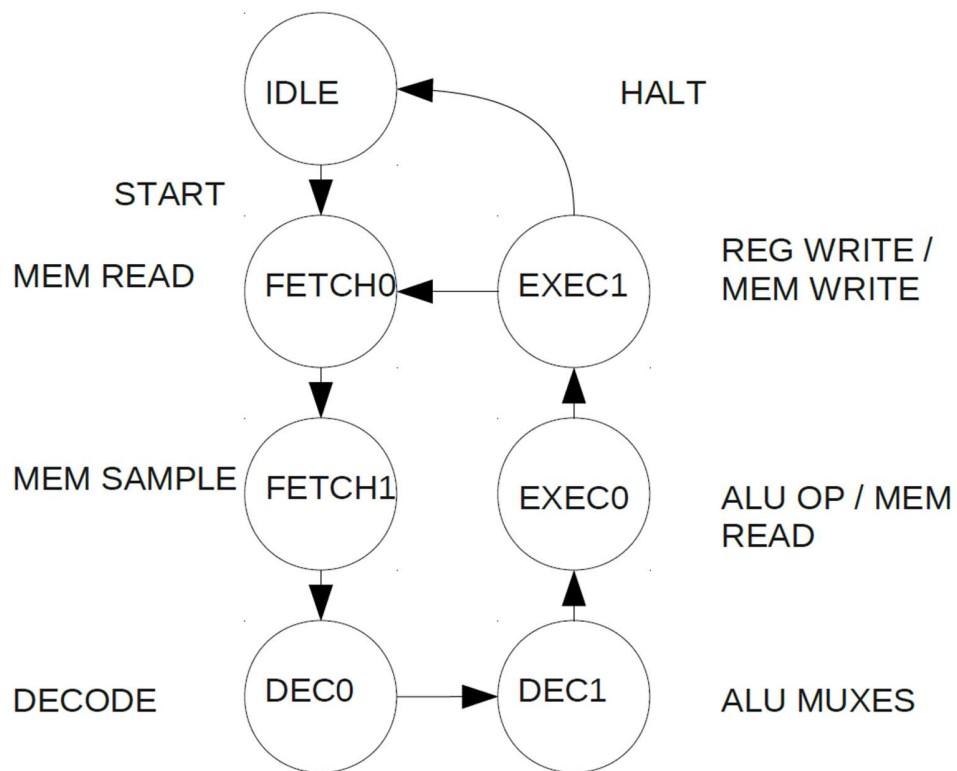 IDLE
HALT
START
MEM READ
FETCH0
EXEC1
REG WRITE /
MEM WRITE
MEM SAMPLE
FETCH1
EXEC0
ALU OP / MEM
READ
DECODE
DEC0
DEC1
ALU MUXES